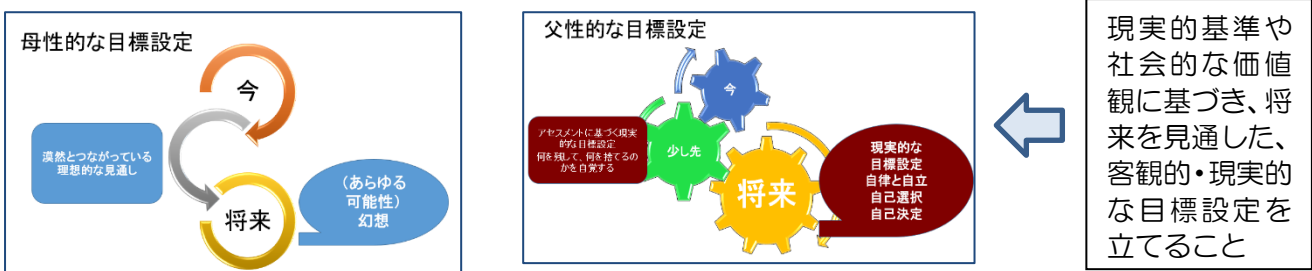 母性的な目標設定
今
漠然とつながっている
理想的な見通し
将来
（あらゆる
可能性）
幻想
父性的な目標設定
今
アセスメントに基づく現実
的な目標設定
何を残して、何を捨てるの
かを自覚する
少し先
将来
現実的な
目標設定
自律と自立
自己選択
自己決定
現実的基準や
社会的な価値
観に基づき、将
来を見通した、
客観的・現実的
な目標設定を
立てること